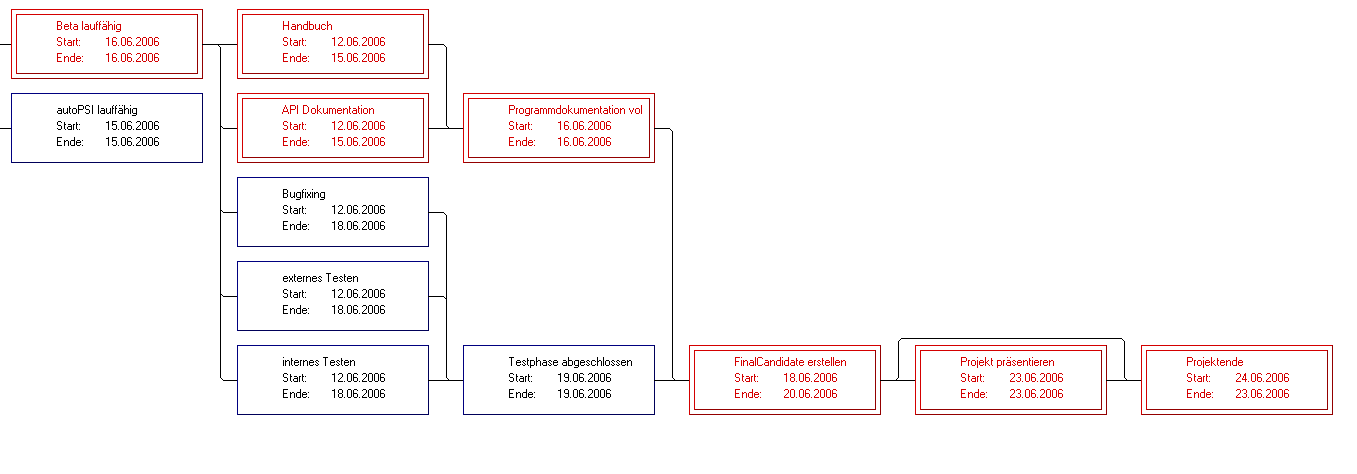 Beta lauffähig
Start: 16.06.2006
Ende: 16.06.2006
Handbuch
Start: 12.06.2006
Ende: 15.06.2006
autoPSI lauffähig
Start: 15.06.2006
Ende: 15.06.2006
API Dokumentation
Start: 12.06.2006
Ende: 15.06.2006
Programmdokumentation vol
Start: 16.06.2006
Ende: 16.06.2006
Bugfixing
Start: 12.06.2006
Ende: 18.06.2006
externes Testen
Start: 12.06.2006
Ende: 18.06.2006
internes Testen
Start: 12.06.2006
Ende: 18.06.2006
Testphase abgeschlossen
Start: 19.06.2006
Ende: 19.06.2006
FinalCandidate erstellen
Start: 18.06.2006
Ende: 20.06.2006
Projekt präsentieren
Start: 23.06.2006
Ende: 23.06.2006
Projektende
Start: 24.06.2006
Ende: 23.06.2006